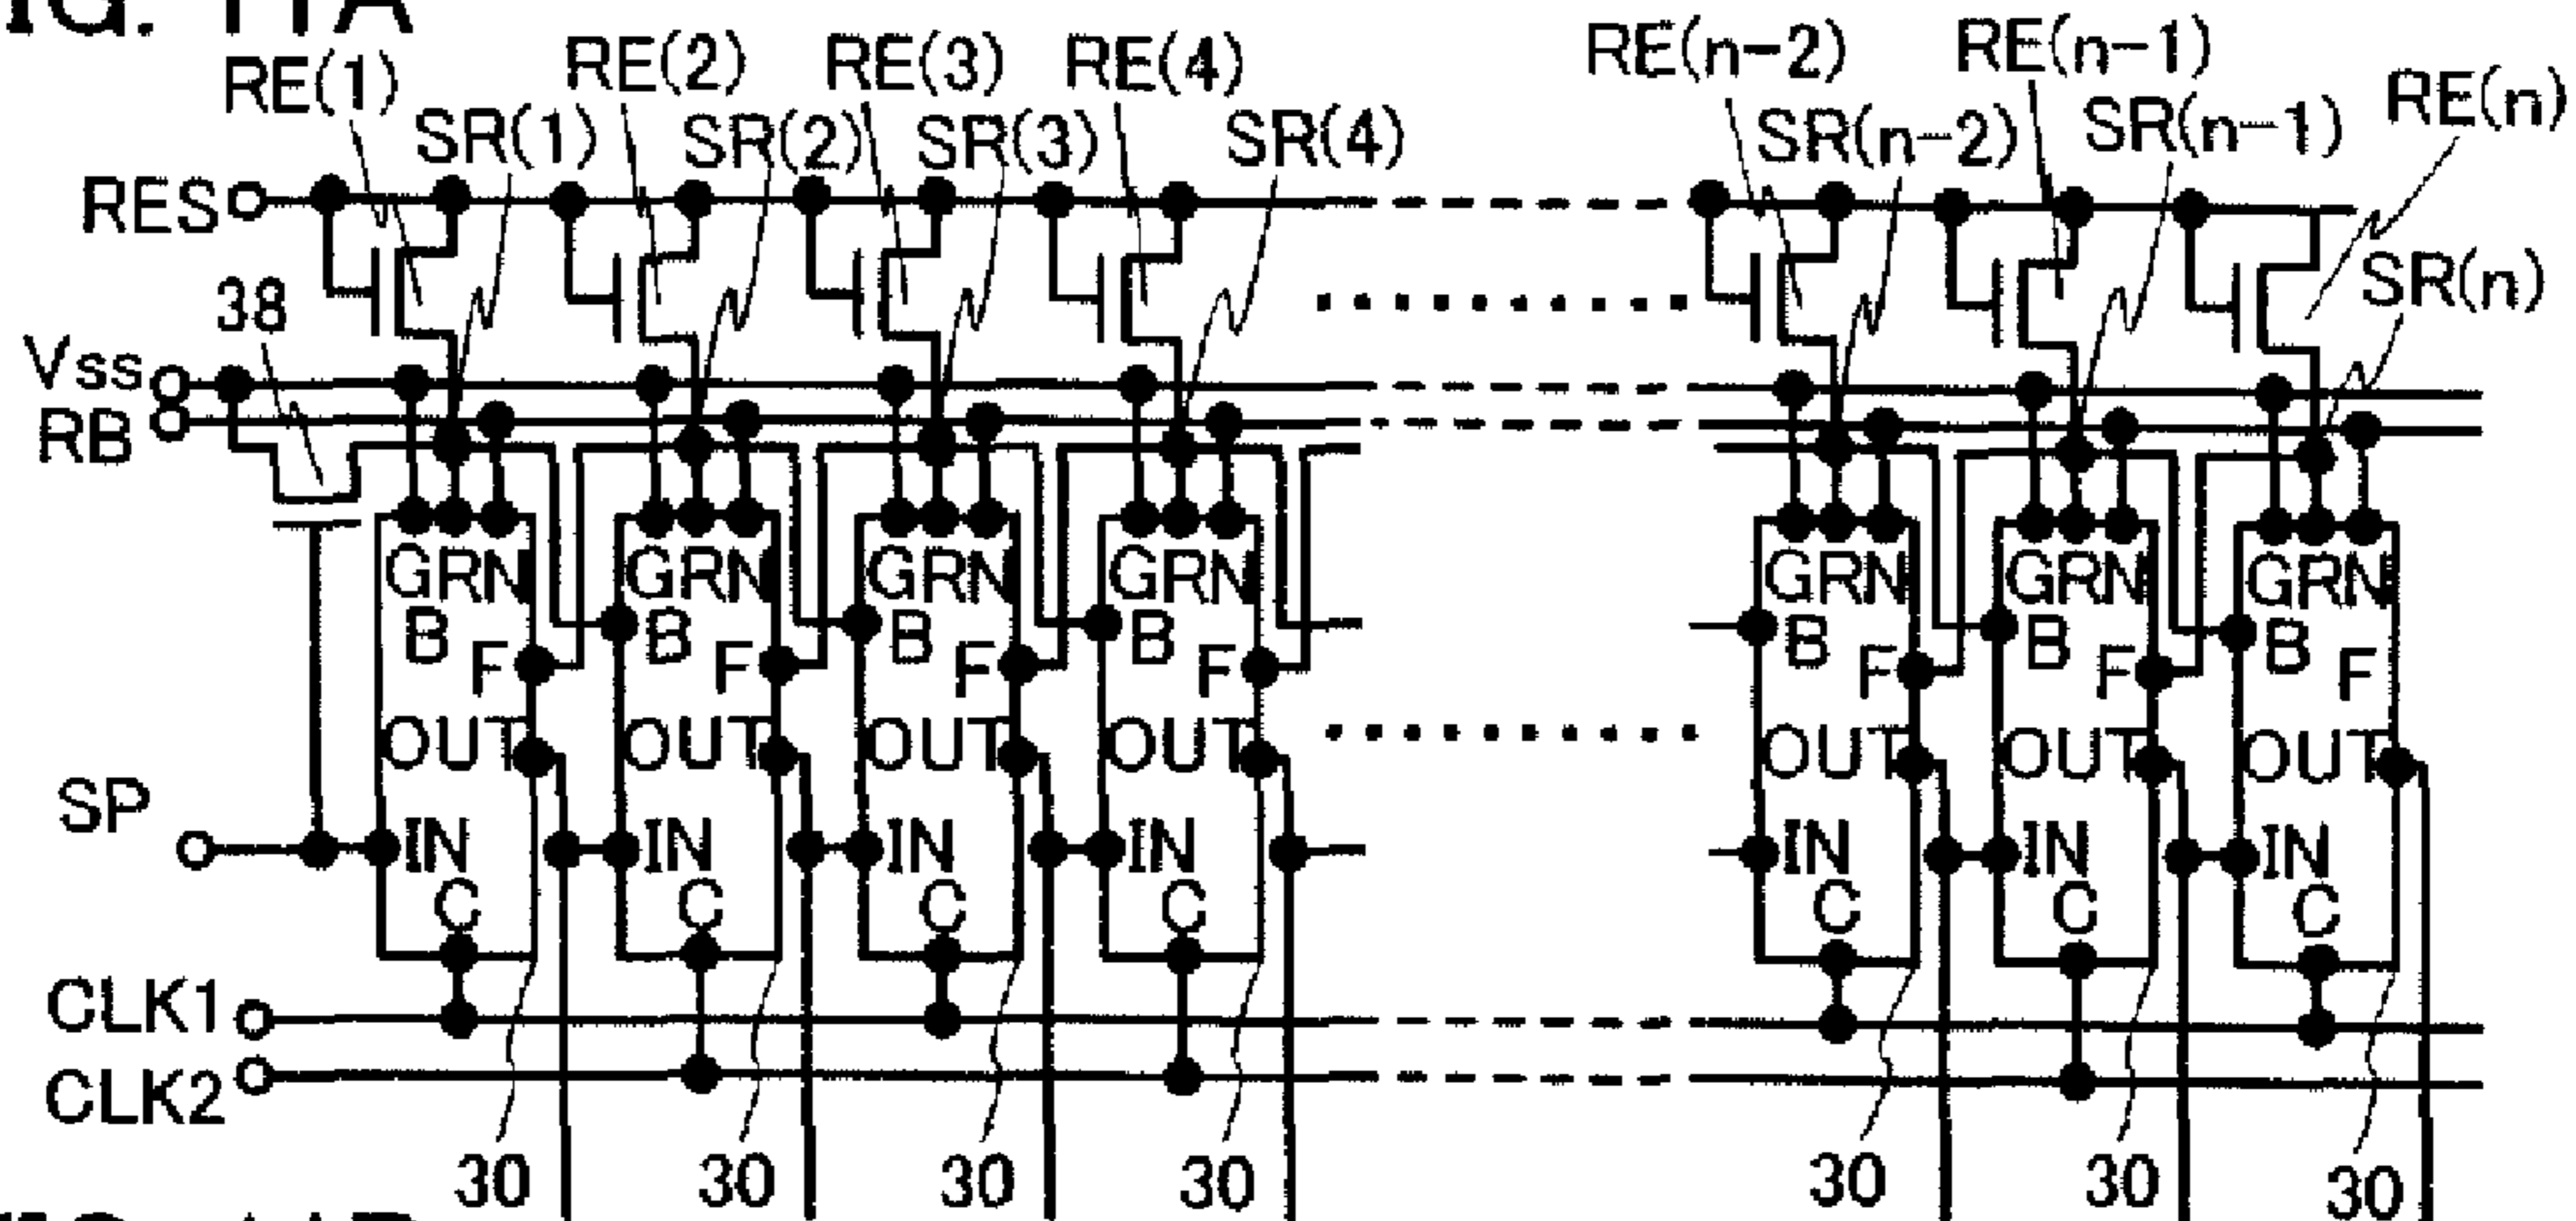 FIG. 11A
RE(1) RE(2) RE(3) RE(4) RE(n-2) RE(n-1) RE(n)
SR(1) SR(2) SR(3) SR(4) SR(n-2) SR(n-1)
RES
38 SR(n)
Vss
RB
GRN GRN GRN GRN GRN GRN GRN
B B B B B B B
F F F F F F F
OUT OUT OUT OUT OUT OUT OUT
SP
IN IN IN IN IN IN IN
C C C C C C C
CLK1
CLK2
30 30 30 30 30 30 30